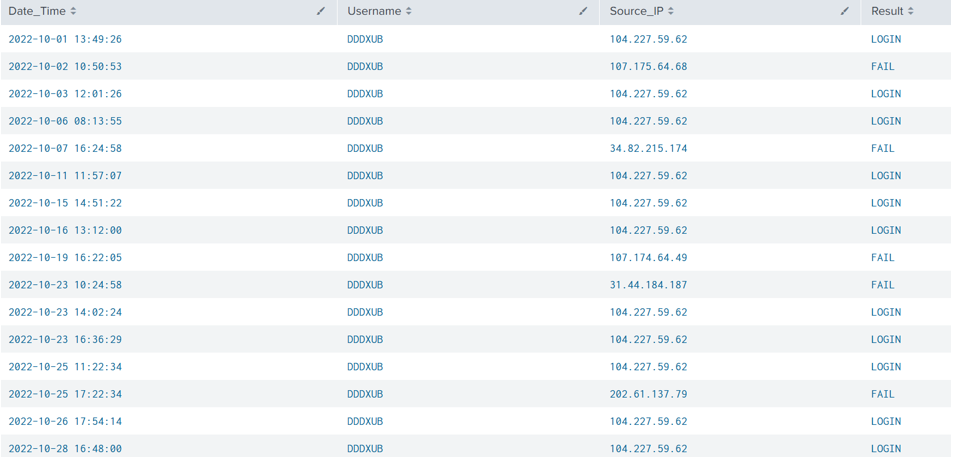 Date_Time Username Source_IP Result
2022-10-01 13:49:26 DDDXUB 104.227.59.62 LOGIN
2022-10-02 10:50:53 DDDXUB 107.175.64.68 FAIL
2022-10-03 12:01:26 DDDXUB 104.227.59.62 LOGIN
2022-10-06 08:13:55 DDDXUB 104.227.59.62 LOGIN
2022-10-07 16:24:58 DDDXUB 34.82.215.174 FAIL
2022-10-11 11:57:07 DDDXUB 104.227.59.62 LOGIN
2022-10-15 14:51:22 DDDXUB 104.227.59.62 LOGIN
2022-10-16 13:12:00 DDDXUB 104.227.59.62 LOGIN
2022-10-19 16:22:05 DDDXUB 107.174.64.49 FAIL
2022-10-23 10:24:58 DDDXUB 31.44.184.187 FAIL
2022-10-23 14:02:24 DDDXUB 104.227.59.62 LOGIN
2022-10-23 16:36:29 DDDXUB 104.227.59.62 LOGIN
2022-10-25 11:22:34 DDDXUB 104.227.59.62 LOGIN
2022-10-25 17:22:34 DDDXUB 202.61.137.79 FAIL
2022-10-26 17:54:14 DDDXUB 104.227.59.62 LOGIN
2022-10-28 16:48:00 DDDXUB 104.227.59.62 LOGIN